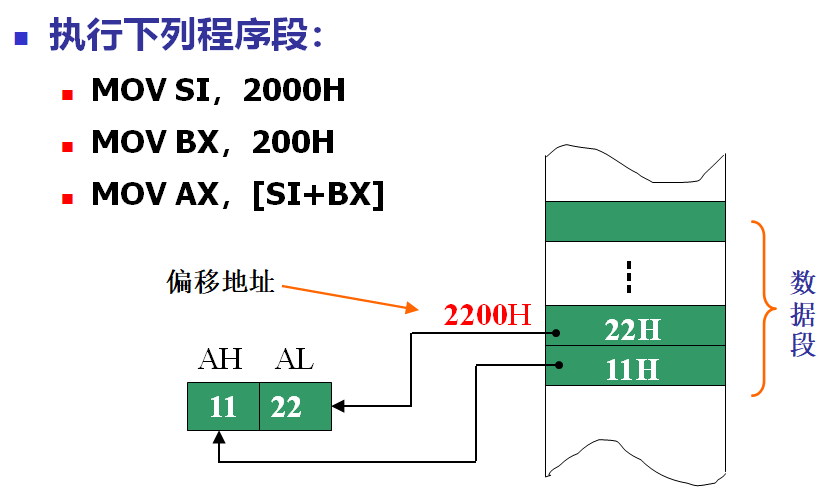 执行下列程序段：
MOV SI，2000H
MOV BX，200H
MOV AX，[SI+BX]
偏移地址
2200H
22H
11H
数据段
AH AL
11 22